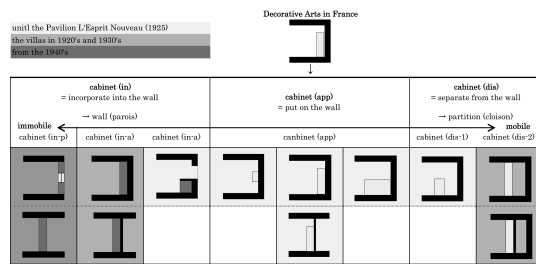 Decorative Arts in France
unitl the Pavilion L'Esprit Nouveau (1925)
the villas in 1920's and 1930's
from the 1940's
cabinet (in)
= incorporate into the wall
→ wall (parois)
cabinet (app)
= put on the wall
cabinet (dis)
= separate from the wall
→ partition (cloison)
immobile
mobile
cabinet (in-p)
cabinet (in-a)
cabinet (in-a)
canbinet (app)
cabinet (dis-1)
cabinet (dis-2)